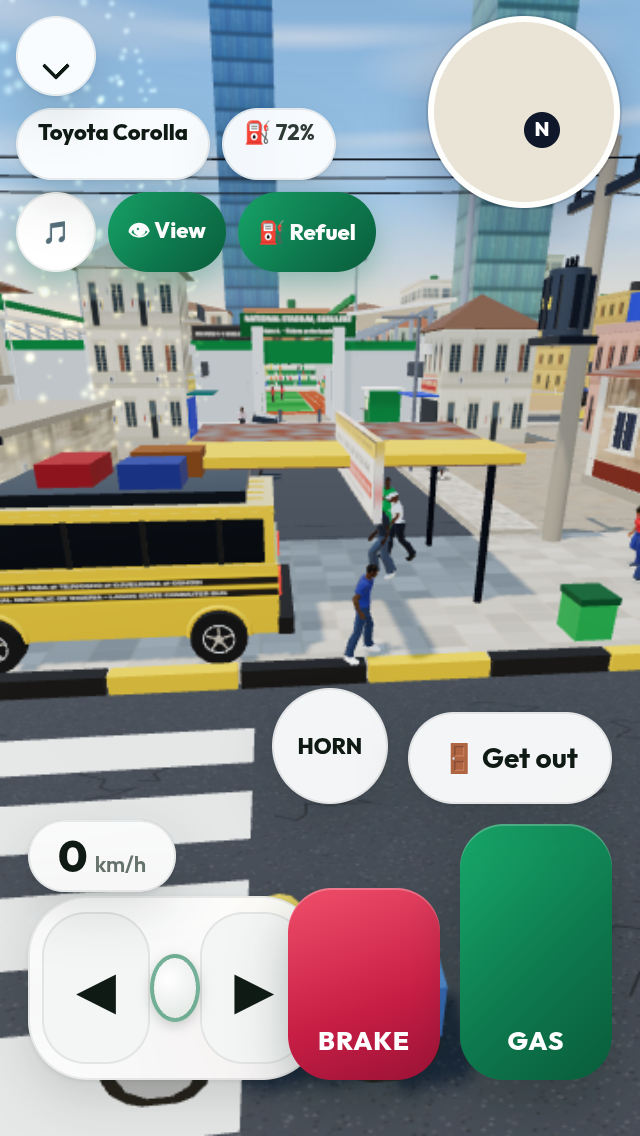 Toyota Corolla
72%
N
View
Refuel
NATIONAL STADIUM, SURULERE
HORN
Get out
0 km/h
BRAKE
GAS